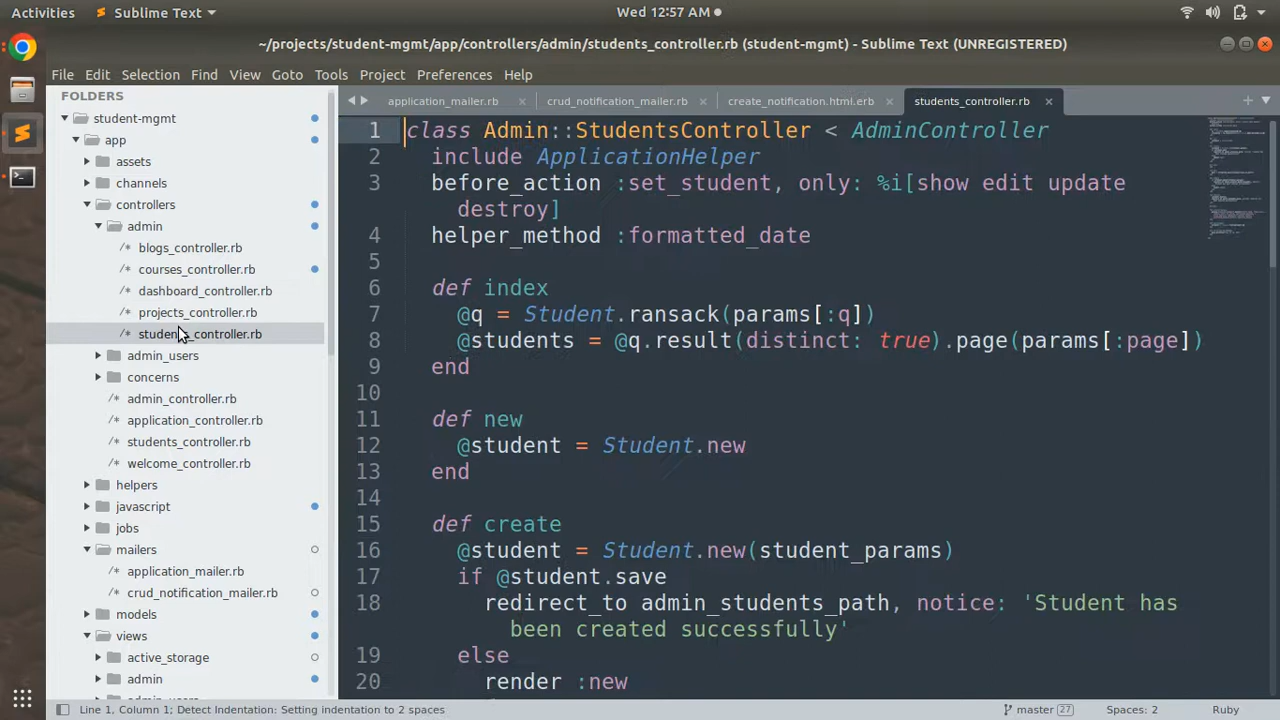 Activities
Sublime Text
Wed 12:57 AM
~/projects/student-mgmt/app/controllers/admin/students_controller.rb (student-mgmt) - Sublime Text (UNREGISTERED)
File Edit Selection Find View Goto Tools Project Preferences Help
FOLDERS
student-mgmt
app
assets
channels
controllers
admin
blogs_controller.rb
courses_controller.rb
dashboard_controller.rb
projects_controller.rb
students_controller.rb
admin_users
concerns
admin_controller.rb
application_controller.rb
students_controller.rb
welcome_controller.rb
helpers
javascript
jobs
mailers
application_mailer.rb
crud_notification_mailer.rb
models
views
active_storage
admin
application_mailer.rb
crud_notification_mailer.rb
create_notification.html.erb
students_controller.rb
1 class Admin::StudentsController < AdminController
2 include ApplicationHelper
3 before_action :set_student, only: %i[show edit update
destroy]
4 helper_method :formatted_date
5
6 def index
7 @q = Student.ransack(params[:q])
8 @students = @q.result(distinct: true).page(params[:page])
9 end
10
11 def new
12 @student = Student.new
13 end
14
15 def create
16 @student = Student.new(student_params)
17 if @student.save
18 redirect_to admin_students_path, notice: 'Student has
been created successfully'
19 else
20 render :new
Line 1, Column 1; Detect Indentation: Setting indentation to 2 spaces
master 27
Spaces: 2
Ruby